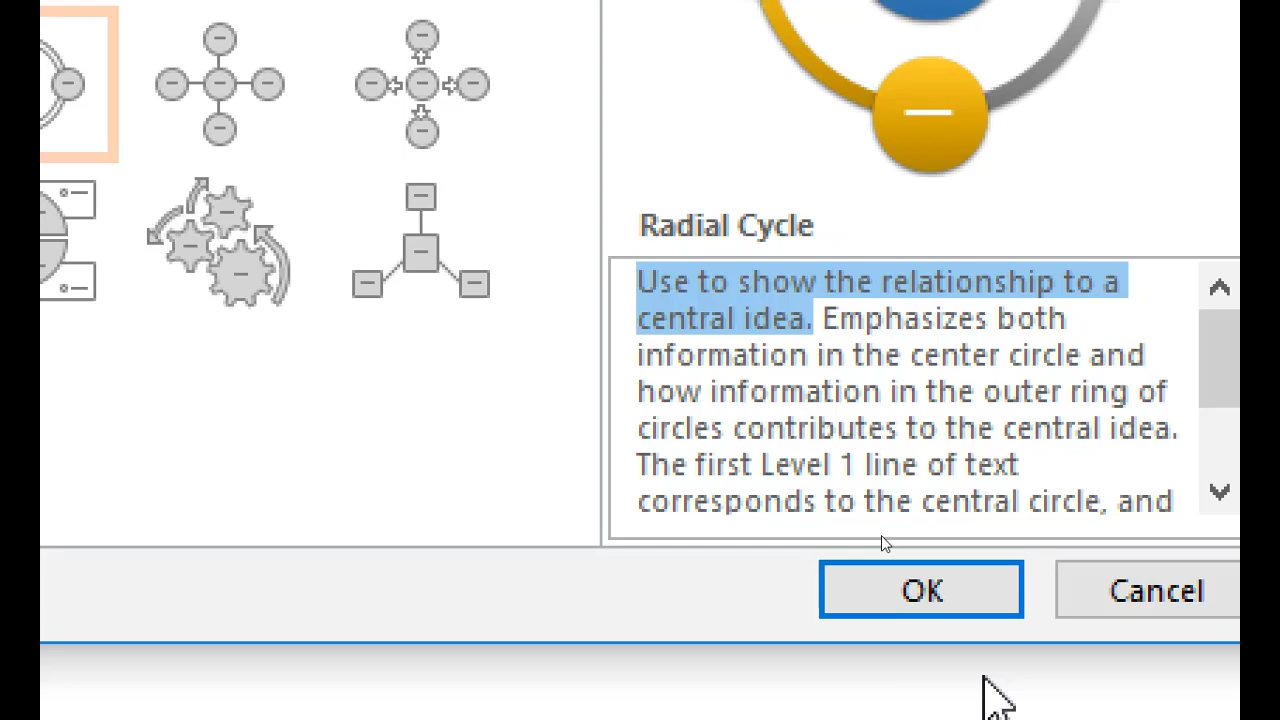 Radial Cycle
Use to show the relationship to a
central idea. Emphasizes both
information in the center circle and
how information in the outer ring of
circles contributes to the central idea.
The first Level 1 line of text
corresponds to the central circle, and
OK
Cancel